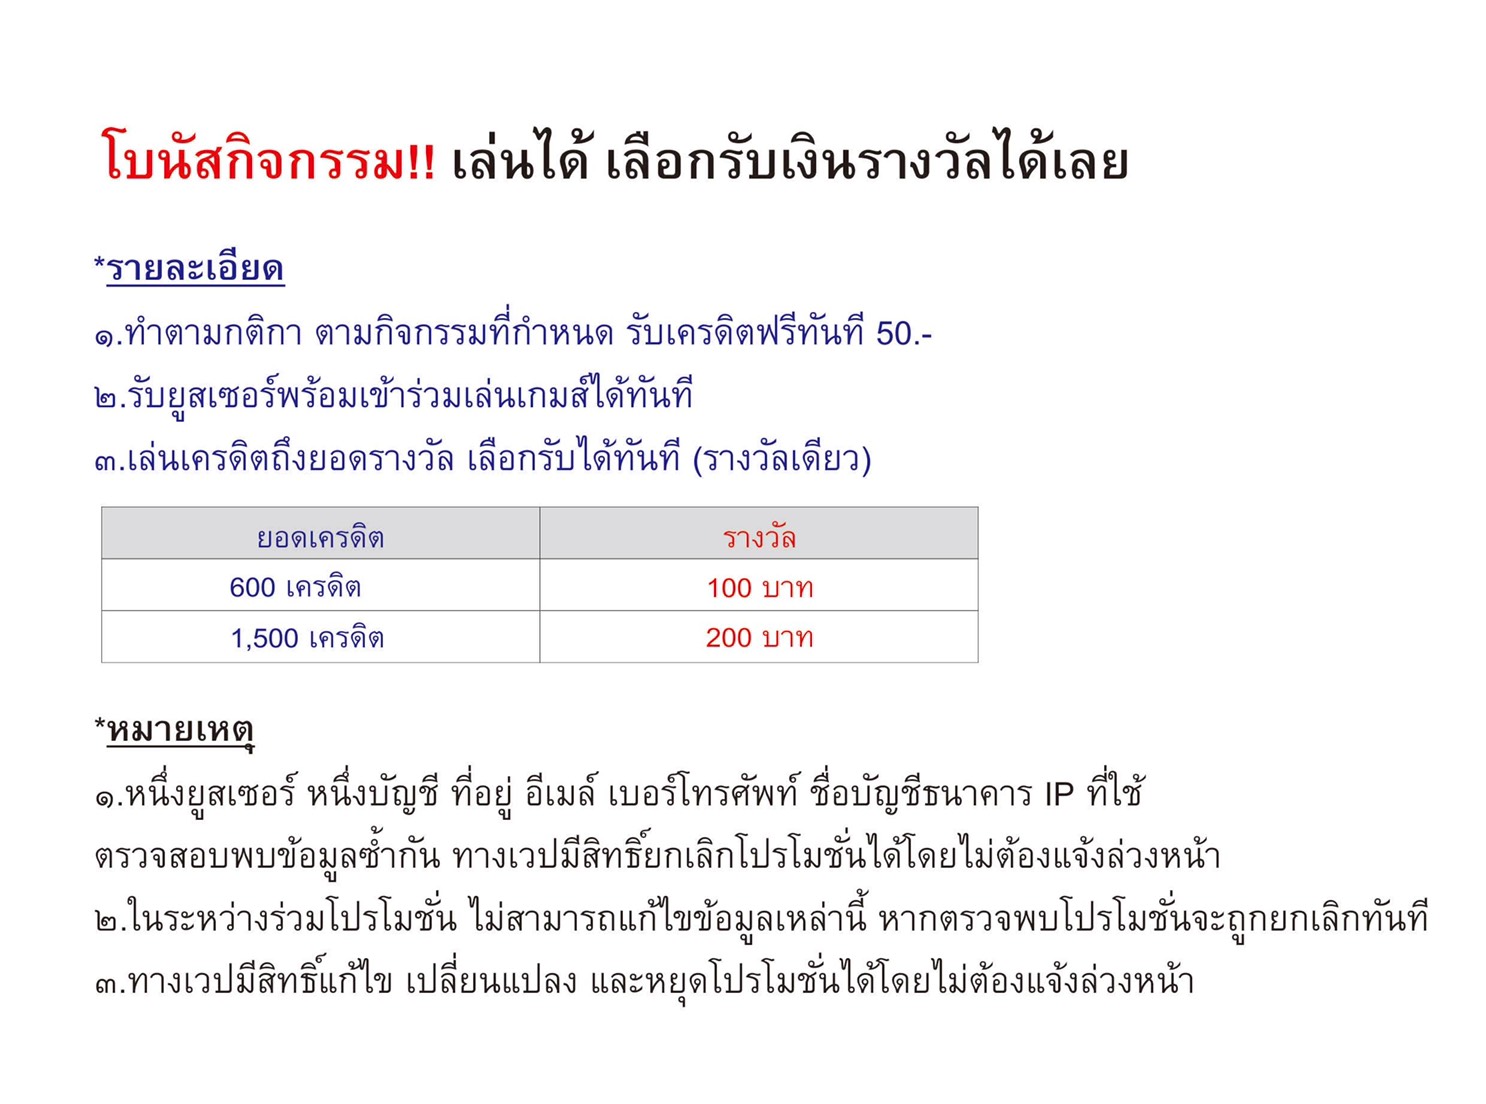 โบนัสกิจกรรม!! เล่นได้ เลือกรับเงินรางวัลได้เลย
*รายละเอียด
๑.ทำตามกติกา ตามกิจกรรมที่กำหนด รับเครดิตฟรีทันที 50.-
๒.รับยูสเซอร์พร้อมเข้าร่วมเล่นเกมส์ได้ทันที
๓.เล่นเครดิตถึงยอดรางวัล เลือกรับได้ทันที (รางวัลเดียว)
ยอดเครดิต รางวัล
600 เครดิต 100 บาท
1,500 เครดิต 200 บาท
*หมายเหตุ
๑.หนึ่งยูสเซอร์ หนึ่งบัญชี ที่อยู่ อีเมล์ เบอร์โทรศัพท์ ชื่อบัญชีธนาคาร IP ที่ใช้
ตรวจสอบพบข้อมูลซ้ำกัน ทางเวปมีสิทธิ์ยกเลิกโปรโมชั่นได้โดยไม่ต้องแจ้งล่วงหน้า
๒.ในระหว่างร่วมโปรโมชั่น ไม่สามารถแก้ไขข้อมูลเหล่านี้ หากตรวจพบโปรโมชั่นจะถูกยกเลิกทันที
๓.ทางเวปมีสิทธิ์แก้ไข เปลี่ยนแปลง และหยุดโปรโมชั่นได้โดยไม่ต้องแจ้งล่วงหน้า